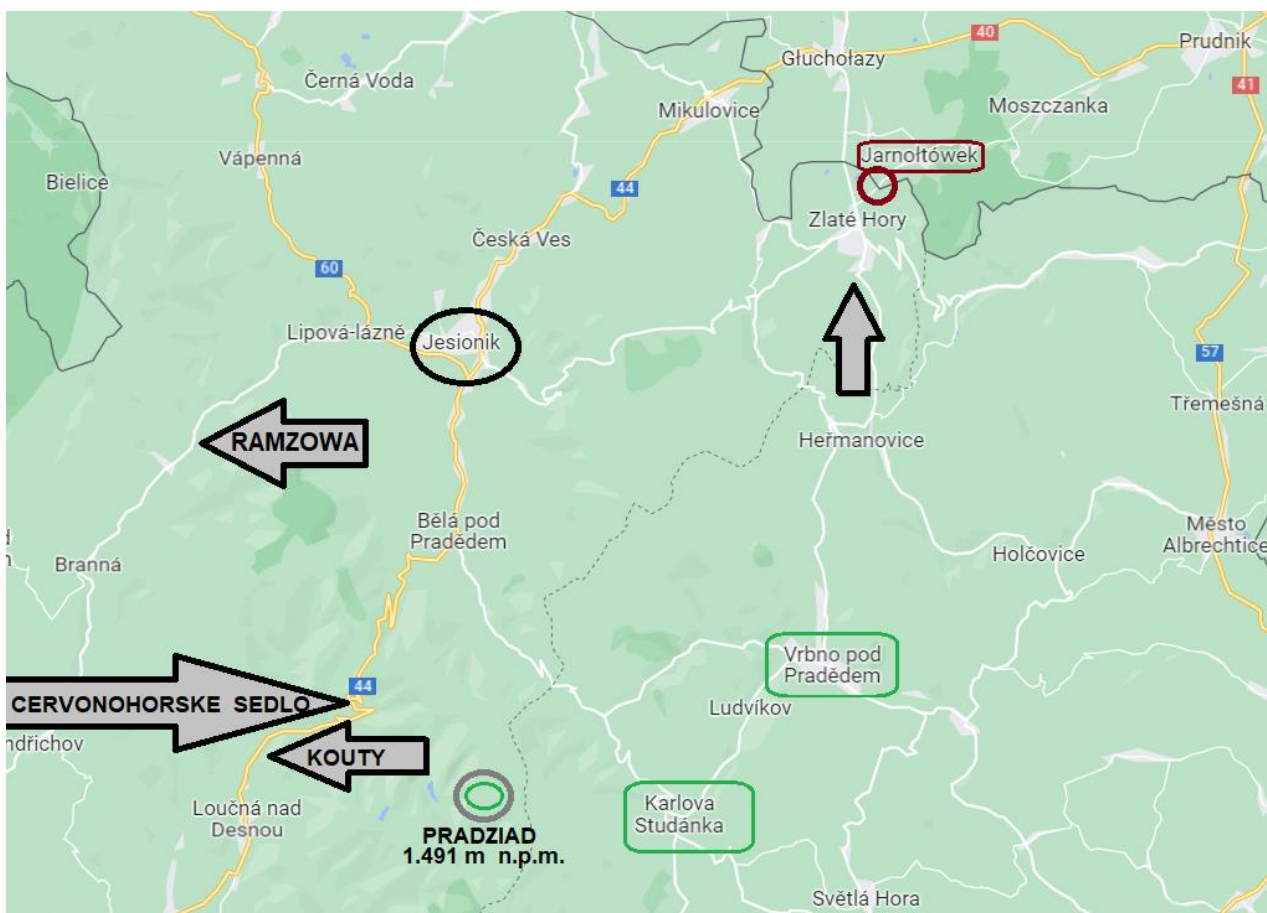 40
Prudnik
Głuchołazy
Černá Voda
41
Mikulovice
Moszczanka
Vápenná
Jarnołtówek
Bielice
44
Zlaté Hory
Česká Ves
60
Lipová-lázně
Jesionik
57
Třemešná
RAMZOWA
Heřmanovice
Bělá pod
Pradědem
Město
Albrechtice
Holčovice
Branná
Vrbno pod
Pradědem
44
CERVONOHORSKE SEDLO
Ludvíkov
ndřichov
KOUTY
Loučná nad
Desnou
Karlova
Studánka
PRADZIAD
1.491 m n.p.m.
Světlá Hora